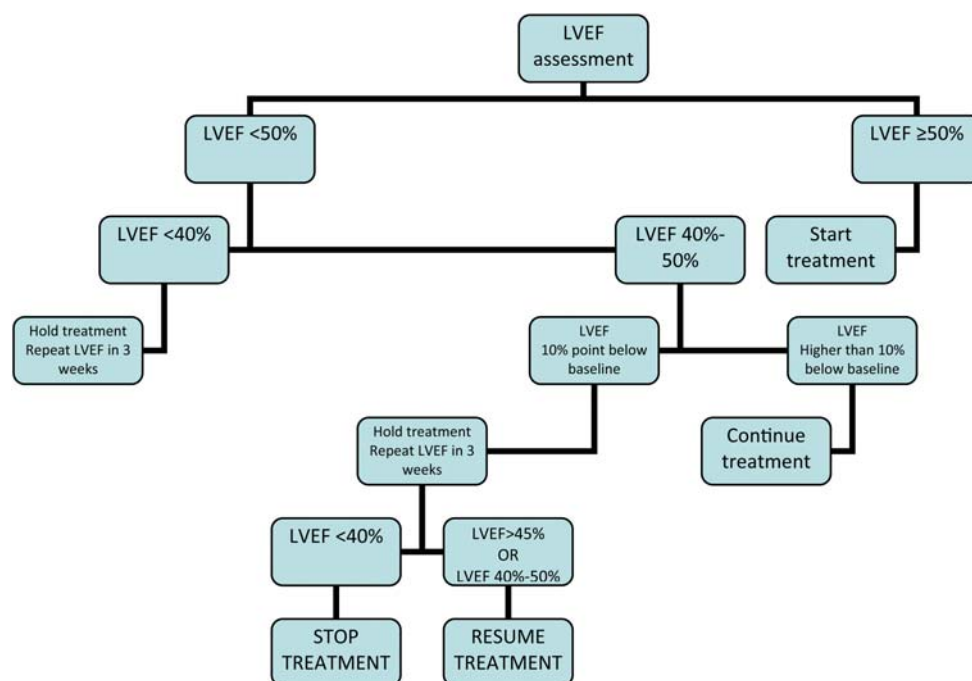 LVEF
assessment
LVEF <50%
LVEF ≥50%
LVEF <40%
LVEF 40%-
50%
Start
treatment
Hold treatment
Repeat LVEF in 3
weeks
LVEF
10% point below
baseline
LVEF
Higher than 10%
below baseline
Hold treatment
Repeat LVEF in 3
weeks
Continue
treatment
LVEF <40%
LVEF>45%
OR
LVEF 40%-50%
STOP
TREATMENT
RESUME
TREATMENT